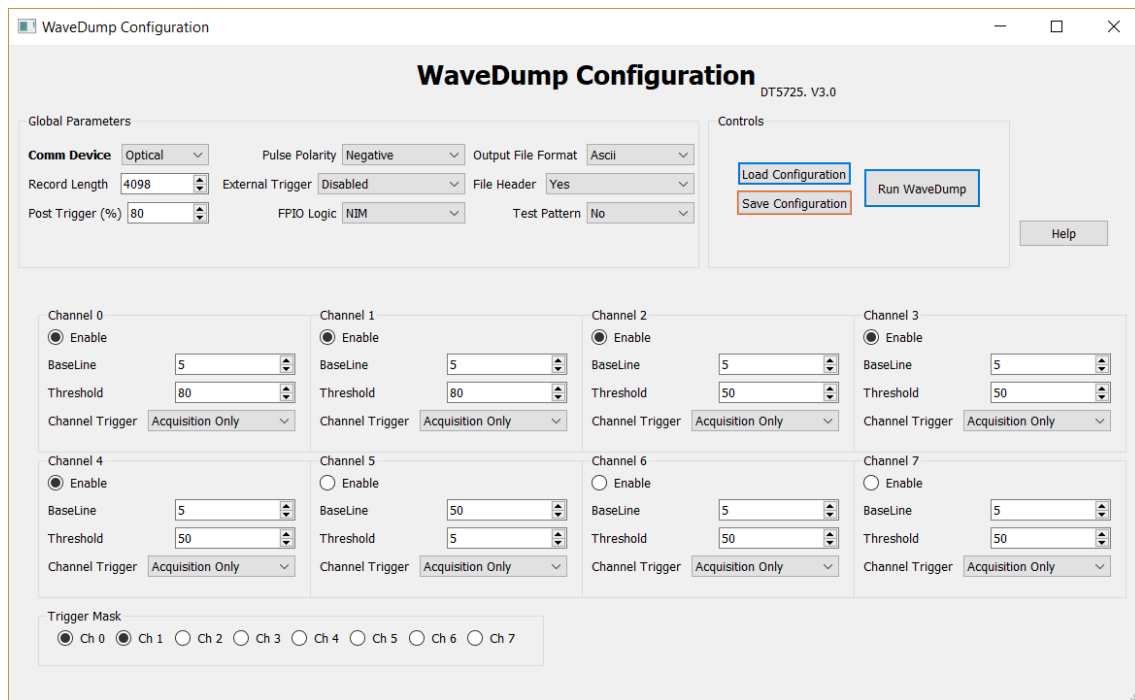 WaveDump Configuration
WaveDump Configuration
DT5725. V3.0
Global Parameters
Comm Device Optical Pulse Polarity Negative Output File Format Ascii
Record Length 4098 External Trigger Disabled File Header Yes
Post Trigger (%) 80 FPIO Logic NIM Test Pattern No
Controls
Load Configuration
Save Configuration
Run WaveDump
Help
Channel 0
Enable
BaseLine 5
Threshold 80
Channel Trigger Acquisition Only
Channel 1
Enable
BaseLine 5
Threshold 80
Channel Trigger Acquisition Only
Channel 2
Enable
BaseLine 5
Threshold 50
Channel Trigger Acquisition Only
Channel 3
Enable
BaseLine 5
Threshold 50
Channel Trigger Acquisition Only
Channel 4
Enable
BaseLine 5
Threshold 50
Channel Trigger Acquisition Only
Channel 5
Enable
BaseLine 50
Threshold 5
Channel Trigger Acquisition Only
Channel 6
Enable
BaseLine 5
Threshold 50
Channel Trigger Acquisition Only
Channel 7
Enable
BaseLine 5
Threshold 50
Channel Trigger Acquisition Only
Trigger Mask
Ch 0 Ch 1 Ch 2 Ch 3 Ch 4 Ch 5 Ch 6 Ch 7